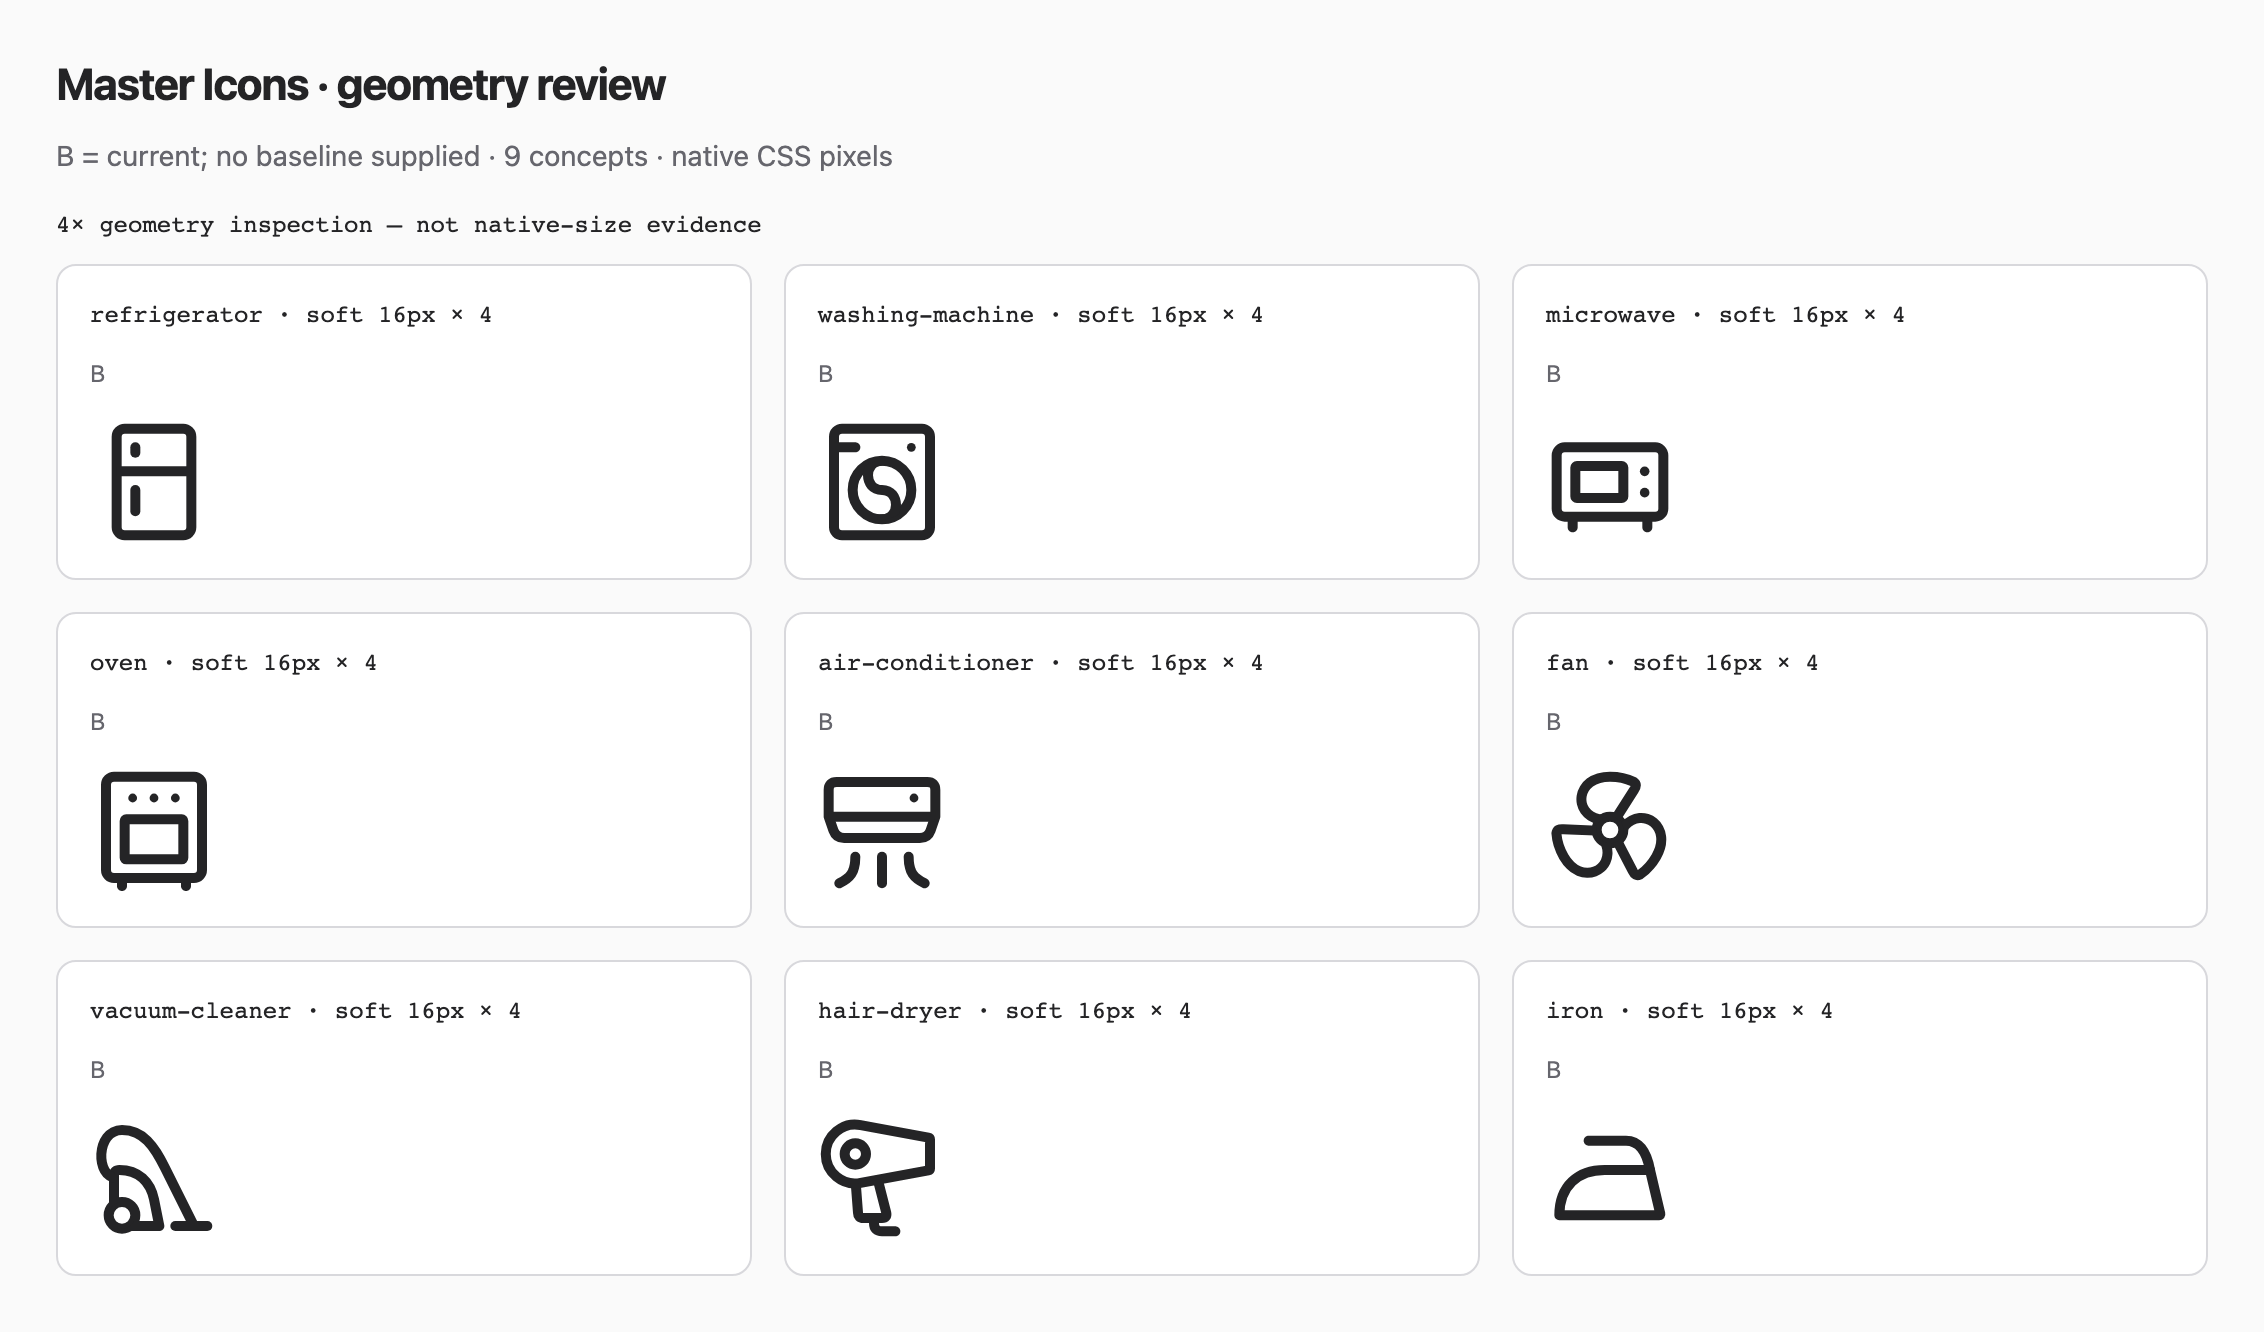 Master Icons · geometry review
B = current; no baseline supplied · 9 concepts · native CSS pixels
4× geometry inspection — not native-size evidence
refrigerator · soft 16px × 4
B
washing-machine · soft 16px × 4
B
microwave · soft 16px × 4
B
oven · soft 16px × 4
B
air-conditioner · soft 16px × 4
B
fan · soft 16px × 4
B
vacuum-cleaner · soft 16px × 4
B
hair-dryer · soft 16px × 4
B
iron · soft 16px × 4
B